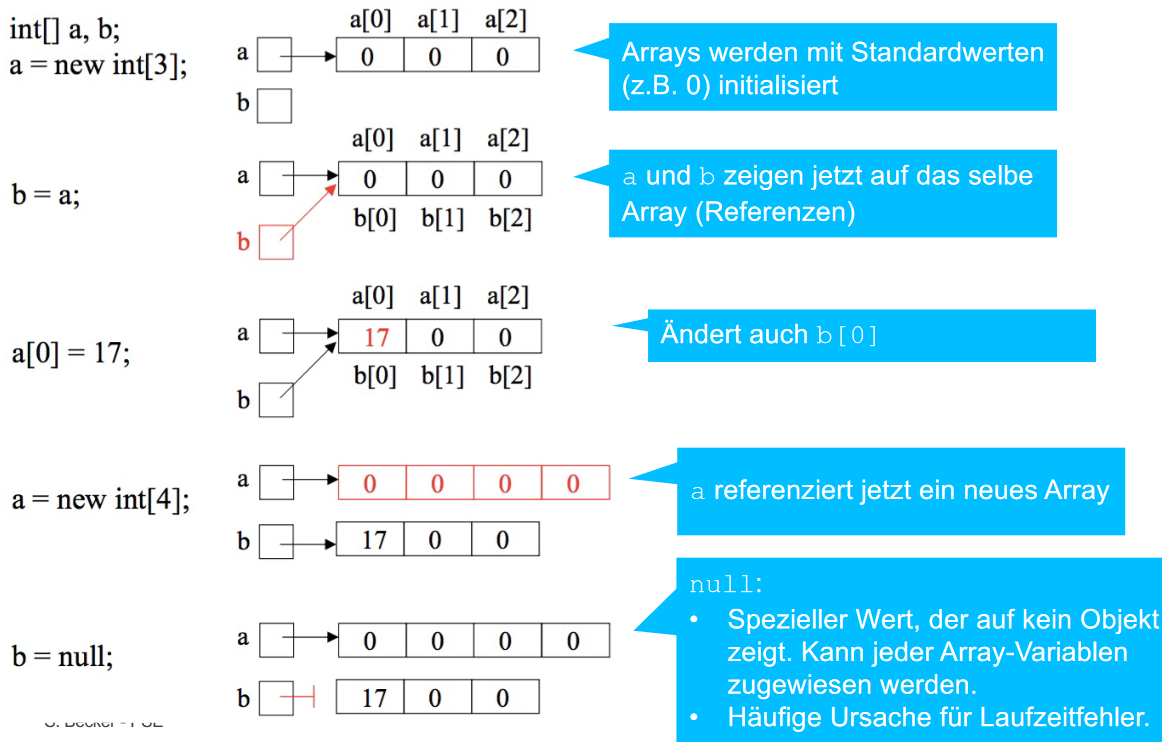 int[] a, b;
a = new int[3];
a[0] a[1] a[2]
a 0 0 0
b
Arrays werden mit Standardwerten
(z.B. 0) initialisiert
b = a;
a[0] a[1] a[2]
a 0 0 0
b[0] b[1] b[2]
b
a und b zeigen jetzt auf das selbe
Array (Referenzen)
a[0] = 17;
a[0] a[1] a[2]
a 17 0 0
b[0] b[1] b[2]
b
Ändert auch b[0]
a = new int[4];
a 0 0 0 0
b 17 0 0
a referenziert jetzt ein neues Array
b = null;
a 0 0 0 0
b 17 0 0
null:
• Spezieller Wert, der auf kein Objekt
zeigt. Kann jeder Array-Variablen
zugewiesen werden.
• Häufige Ursache für Laufzeitfehler.